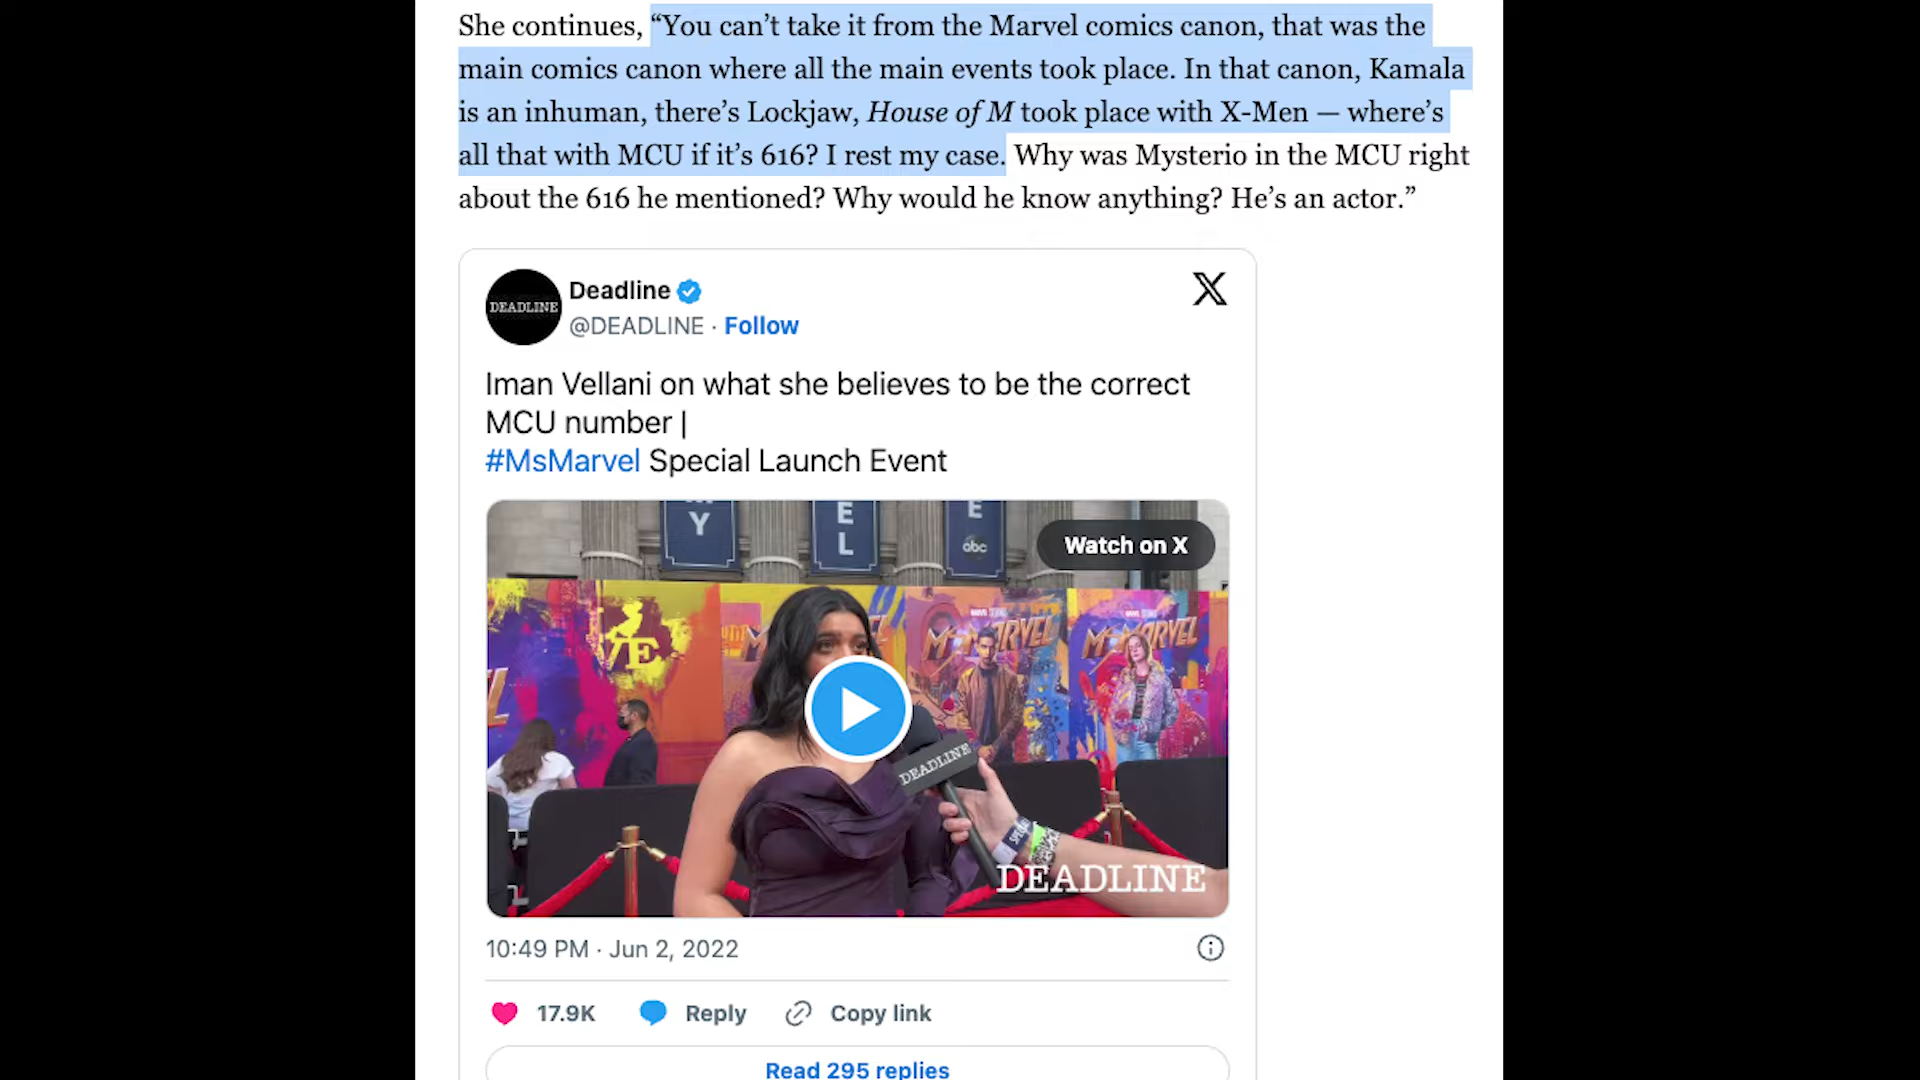 She continues, “You can’t take it from the Marvel comics canon, that was the
main comics canon where all the main events took place. In that canon, Kamala
is an inhuman, there’s Lockjaw, House of M took place with X-Men — where’s
all that with MCU if it’s 616? I rest my case. Why was Mysterio in the MCU right
about the 616 he mentioned? Why would he know anything? He’s an actor.”
DEADLINE
Deadline
@DEADLINE · Follow
Iman Vellani on what she believes to be the correct
MCU number |
#MsMarvel Special Launch Event
Y
E
L
E
abc
Watch on X
MS MARVEL
MS MARVEL
DEADLINE
DEADLINE
10:49 PM · Jun 2, 2022
17.9K
Reply
Copy link
Read 295 replies